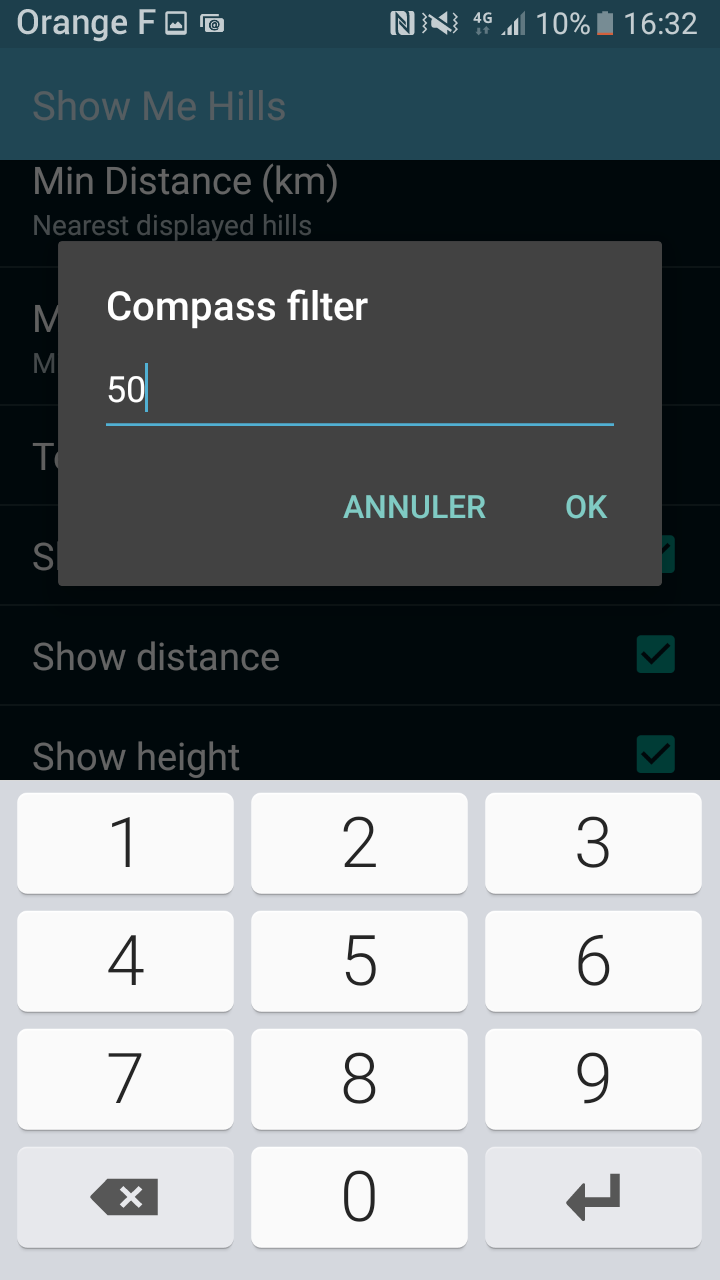 Orange F 4G 10% 16:32
Show Me Hills
Min Distance (km)
Nearest displayed hills
Compass filter
50
ANNULER OK
Show distance
Show height
1 2 3
4 5 6
7 8 9
0